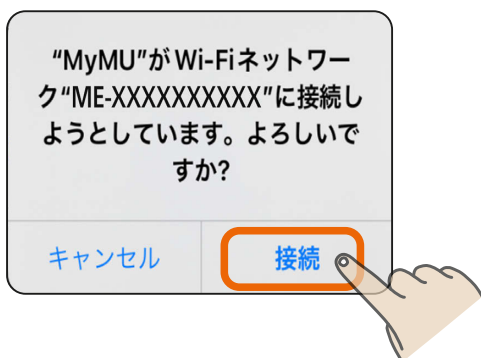 “MyMU”がWi-Fiネットワー
ク“ME-XXXXXXXXXX”に接続し
ようとしています。よろしいで
すか?
キャンセル
接続